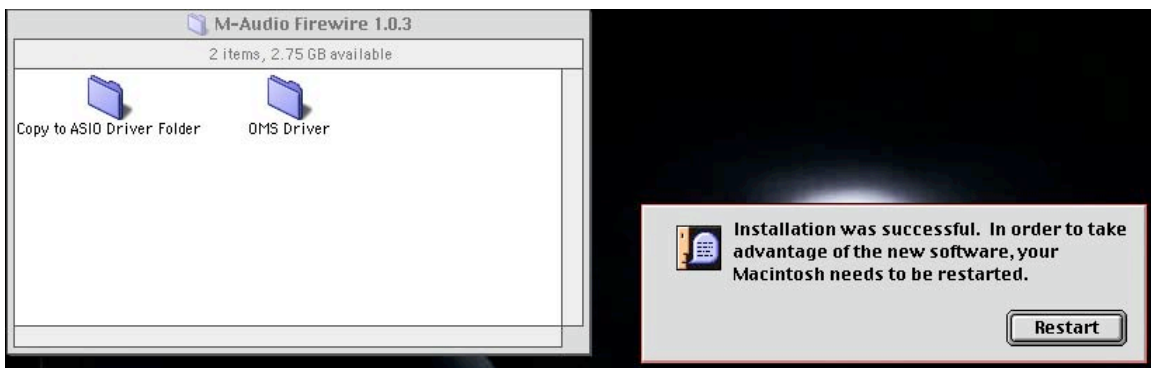 M-Audio Firewire 1.0.3
2 items, 2.75 GB available
Copy to ASIO Driver Folder
OMS Driver
Installation was successful. In order to take
advantage of the new software, your
Macintosh needs to be restarted.
Restart